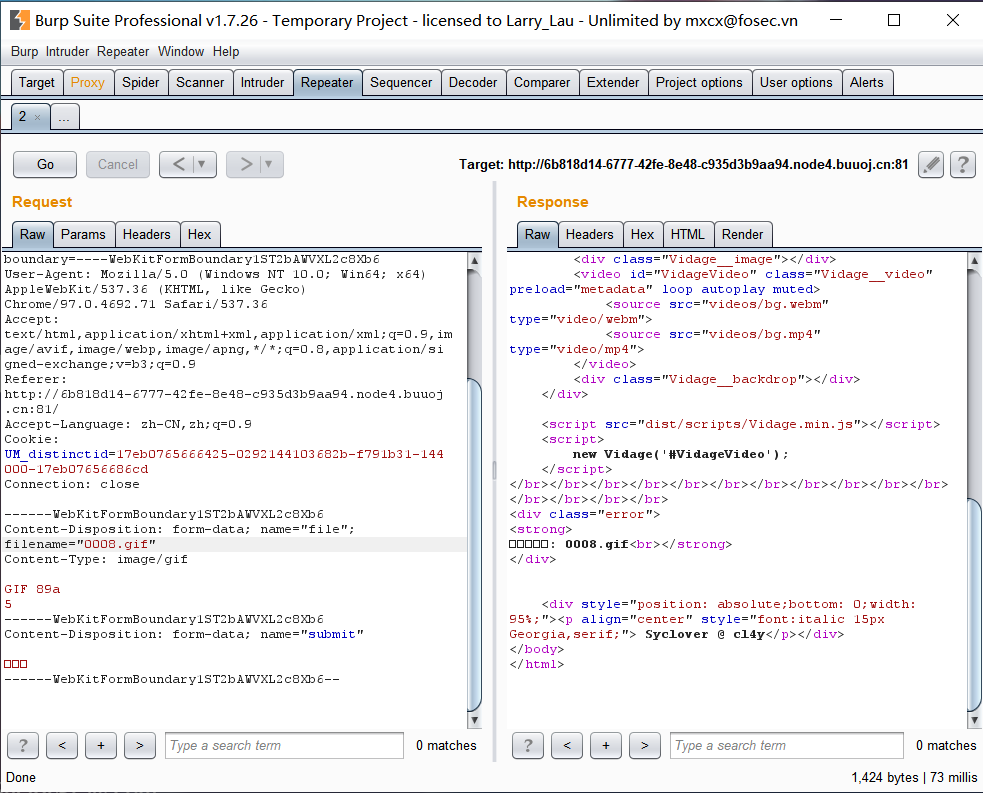 Burp Suite Professional v1.7.26 - Temporary Project - licensed to Larry_Lau - Unlimited by mxcx@fosec.vn
Burp Intruder Repeater Window Help
Target Proxy Spider Scanner Intruder Repeater Sequencer Decoder Comparer Extender Project options User options Alerts
2 × ...
Go Cancel < > Target: http://6b818d14-6777-42fe-8e48-c935d3b9aa94.node4.buuoj.cn:81 ?
Request
Raw Params Headers Hex
boundary=----WebKitFormBoundary1ST2bAWVXL2c8Xb6
User-Agent: Mozilla/5.0 (Windows NT 10.0; Win64; x64)
AppleWebKit/537.36 (KHTML, like Gecko)
Chrome/97.0.4692.71 Safari/537.36
Accept:
text/html,application/xhtml+xml,application/xml;q=0.9,im
age/avif,image/webp,image/apng,*/*;q=0.8,application/si
gned-exchange;v=b3;q=0.9
Referer:
http://6b818d14-6777-42fe-8e48-c935d3b9aa94.node4.buuoj
.cn:81/
Accept-Language: zh-CN,zh;q=0.9
Cookie:
UM_distinctid=17eb0765666425-0292144103682b-f791b31-144
000-17eb07656686cd
Connection: close
------WebKitFormBoundary1ST2bAWVXL2c8Xb6
Content-Disposition: form-data; name="file";
filename="0008.gif"
Content-Type: image/gif
GIF 89a
5
------WebKitFormBoundary1ST2bAWVXL2c8Xb6
Content-Disposition: form-data; name="submit"
□□□
------WebKitFormBoundary1ST2bAWVXL2c8Xb6--
? < + > Type a search term 0 matches
Response
Raw Headers Hex HTML Render
<div class="Vidage__image"></div>
<video id="VidageVideo" class="Vidage__video"
preload="metadata" loop autoplay muted>
<source src="videos/bg.webm"
type="video/webm">
<source src="videos/bg.mp4"
type="video/mp4">
</video>
<div class="Vidage__backdrop"></div>
</div>
<script src="dist/scripts/Vidage.min.js"></script>
<script>
new Vidage('#VidageVideo');
</script>
</br></br></br></br></br></br></br></br></br></br></br>
</br></br></br></br>
<div class="error">
<strong>
□□□□□: 0008.gif<br></strong>
</div>
<div style="position: absolute;bottom: 0;width:
95%;"><p align="center" style="font:italic 15px
Georgia,serif;"> Syclover @ cl4y</p></div>
</body>
</html>
? < + > Type a search term 0 matches
Done
1,424 bytes | 73 millis